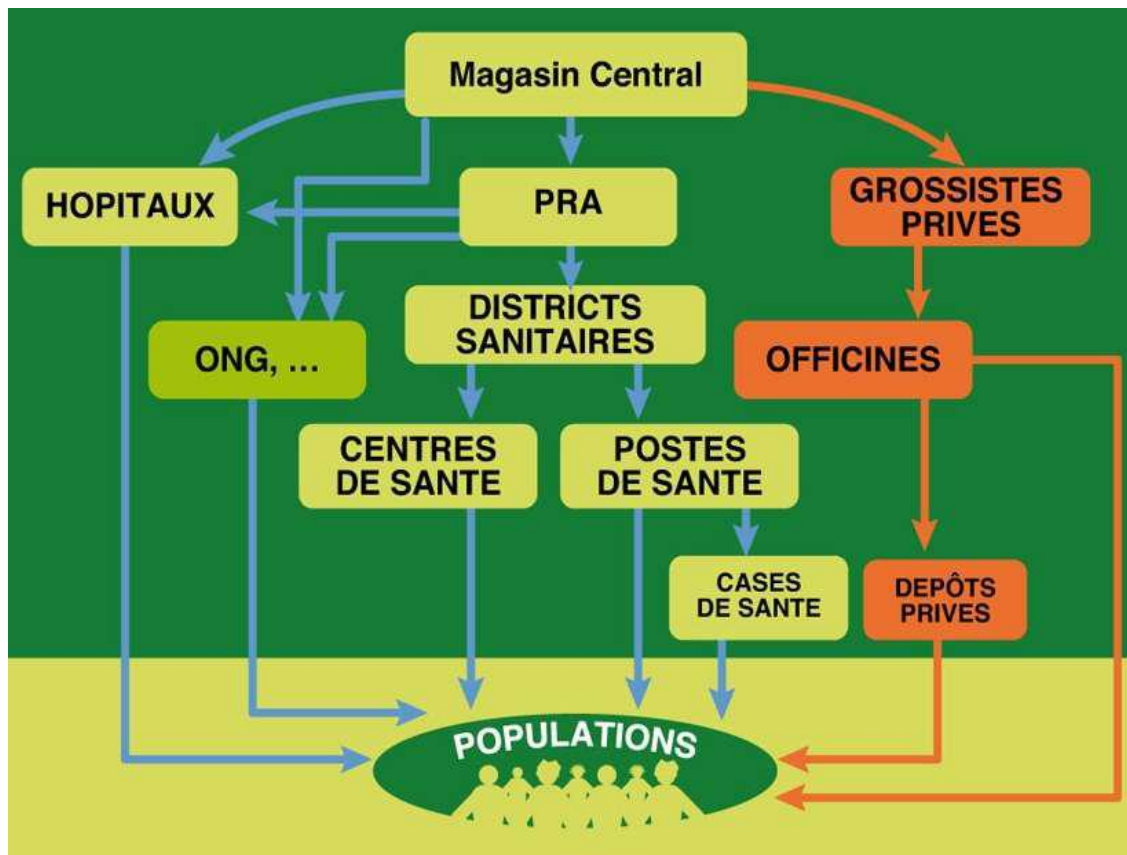 Magasin Central
HOPITAUX
PRA
GROSSISTES
PRIVES
DISTRICTS
SANITAIRES
ONG, ...
OFFICINES
CENTRES
DE SANTE
POSTES
DE SANTE
CASES
DE SANTE
DEPÔTS
PRIVES
POPULATIONS